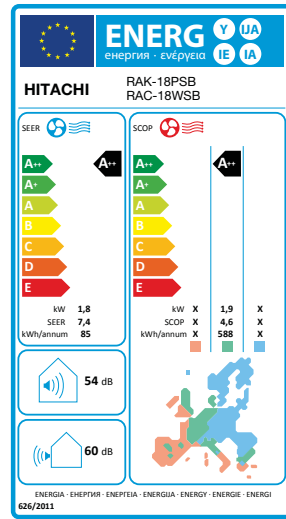 ENERG Y IJA
енергия · ενέργεια IE IA
HITACHI
RAK-18PSB
RAC-18WSB
SEER
SCOP
A++ A++ A++ A++
A+ A+
A A
B B
C C
D D
E E
kW 1,8
SEER 7,4
kWh/annum 85
kW X 1,9 X
SCOP X 4,6 X
kWh/annum X 588 X
54 dB
60 dB
ENERGIA · ЕНЕРГИЯ · ΕΝΕΡΓΕΙΑ · ENERGIJA · ENERGY · ENERGIE · ENERGI
626/2011